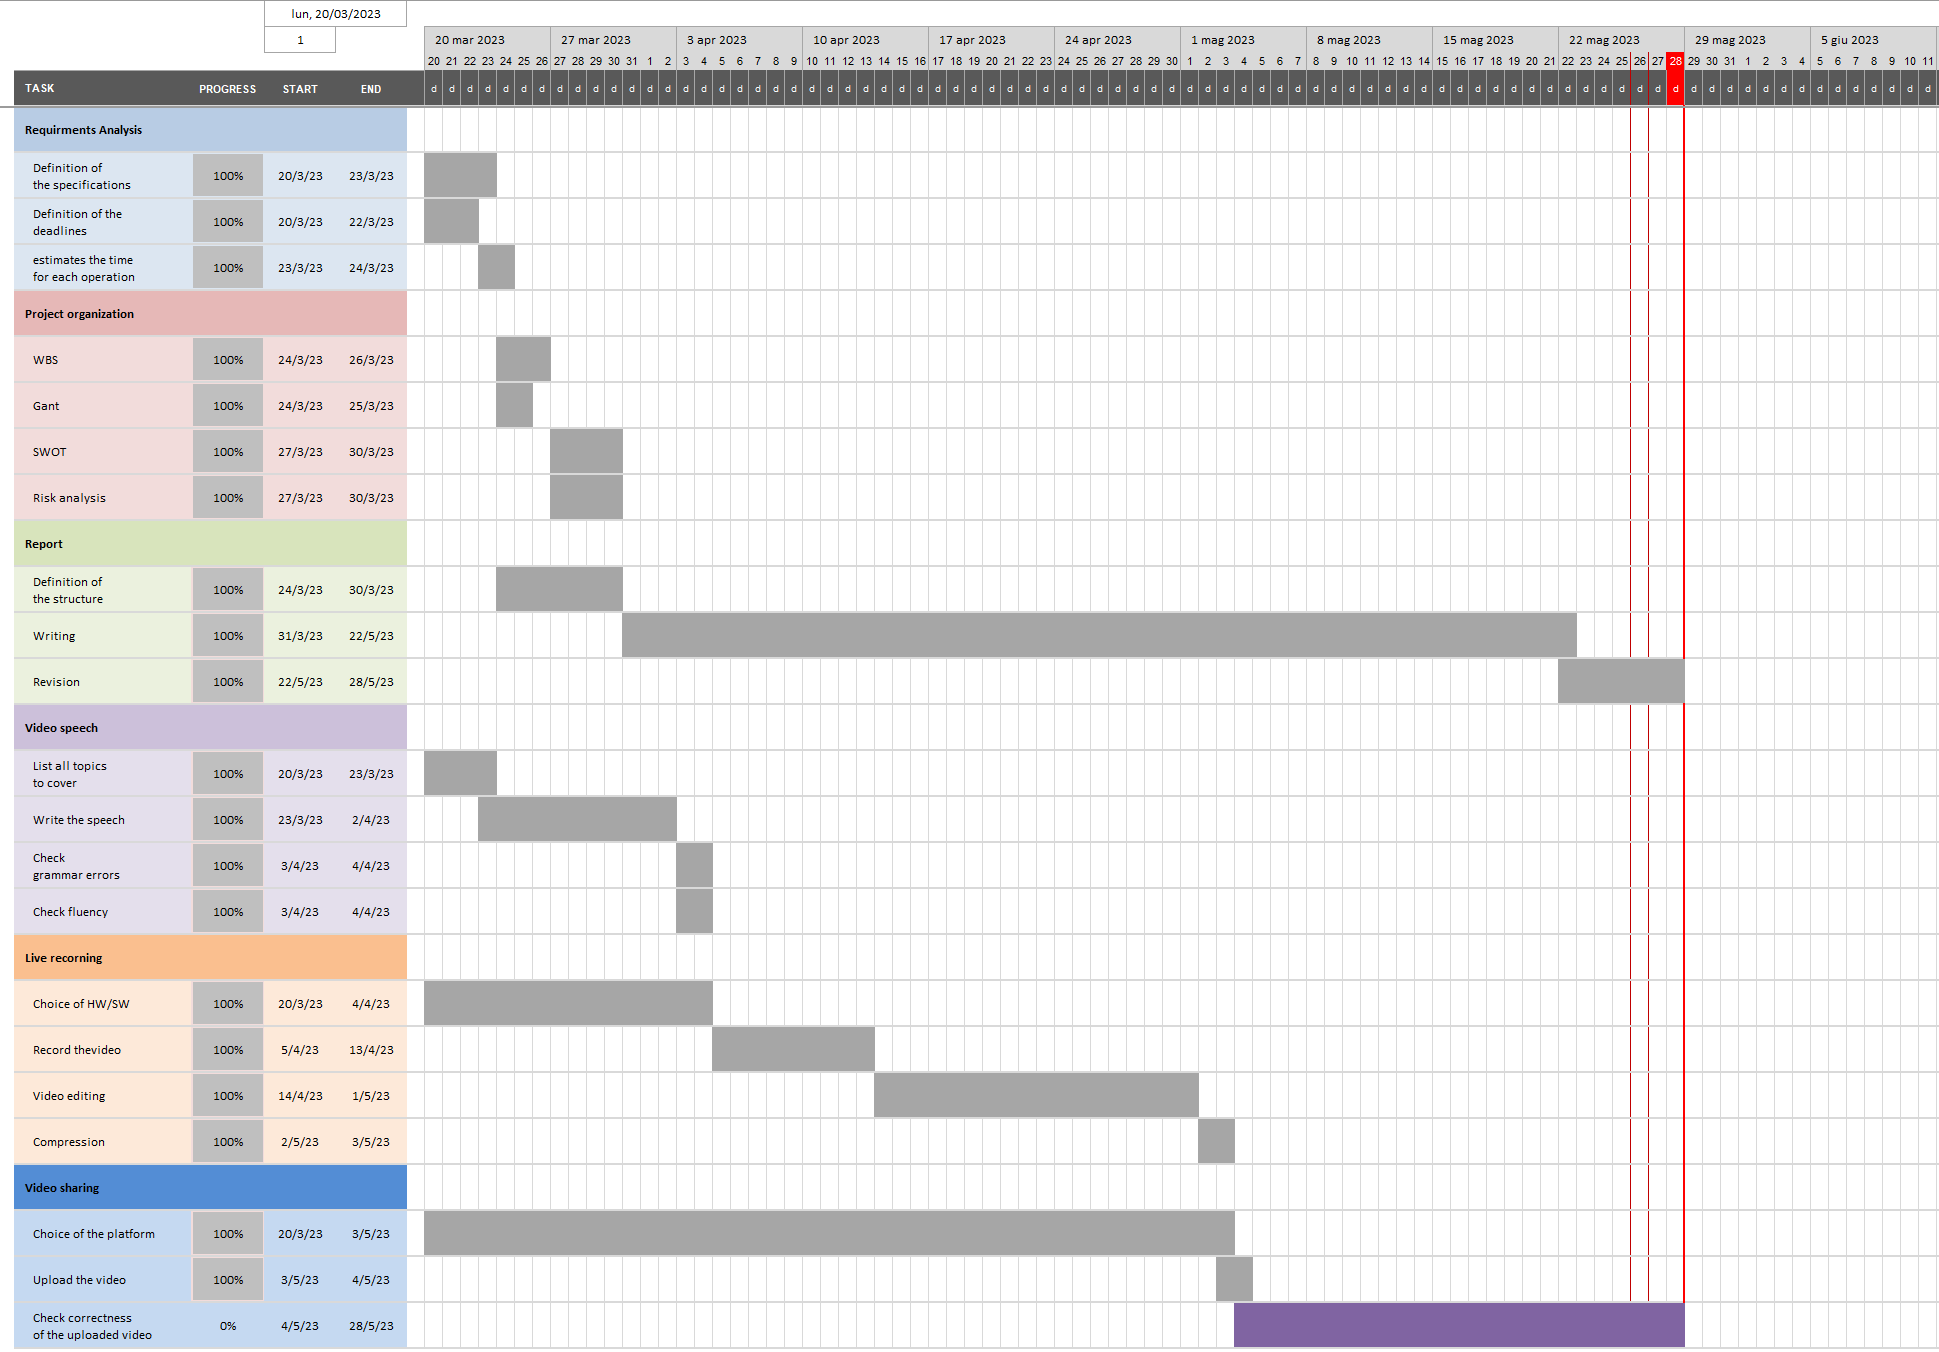 lun, 20/03/2023
1
20 mar 2023 27 mar 2023 3 apr 2023 10 apr 2023 17 apr 2023 24 apr 2023 1 mag 2023 8 mag 2023 15 mag 2023 22 mag 2023 29 mag 2023 5 giu 2023
20 21 22 23 24 25 26 27 28 29 30 31 1 2 3 4 5 6 7 8 9 10 11 12 13 14 15 16 17 18 19 20 21 22 23 24 25 26 27 28 29 30 1 2 3 4 5 6 7 8 9 10 11 12 13 14 15 16 17 18 19 20 21 22 23 24 25 26 27 28 29 30 31 1 2 3 4 5 6 7 8 9 10 11
TASK PROGRESS START END d d d d d d d d d d d d d d d d d d d d d d d d d d d d d d d d d d d d d d d d d d d d d d d d d d d d d d d d d d d d d d d d d d d d d d d d d d d d d d d d d d d d
Requirments Analysis
Definition of
the specifications 100% 20/3/23 23/3/23
Definition of the
deadlines 100% 20/3/23 22/3/23
estimates the time
for each operation 100% 23/3/23 24/3/23
Project organization
WBS 100% 24/3/23 26/3/23
Gant 100% 24/3/23 25/3/23
SWOT 100% 27/3/23 30/3/23
Risk analysis 100% 27/3/23 30/3/23
Report
Definition of
the structure 100% 24/3/23 30/3/23
Writing 100% 31/3/23 22/5/23
Revision 100% 22/5/23 28/5/23
Video speech
List all topics
to cover 100% 20/3/23 23/3/23
Write the speech 100% 23/3/23 2/4/23
Check
grammar errors 100% 3/4/23 4/4/23
Check fluency 100% 3/4/23 4/4/23
Live recorning
Choice of HW/SW 100% 20/3/23 4/4/23
Record thevideo 100% 5/4/23 13/4/23
Video editing 100% 14/4/23 1/5/23
Compression 100% 2/5/23 3/5/23
Video sharing
Choice of the platform 100% 20/3/23 3/5/23
Upload the video 100% 3/5/23 4/5/23
Check correctness
of the uploaded video 0% 4/5/23 28/5/23